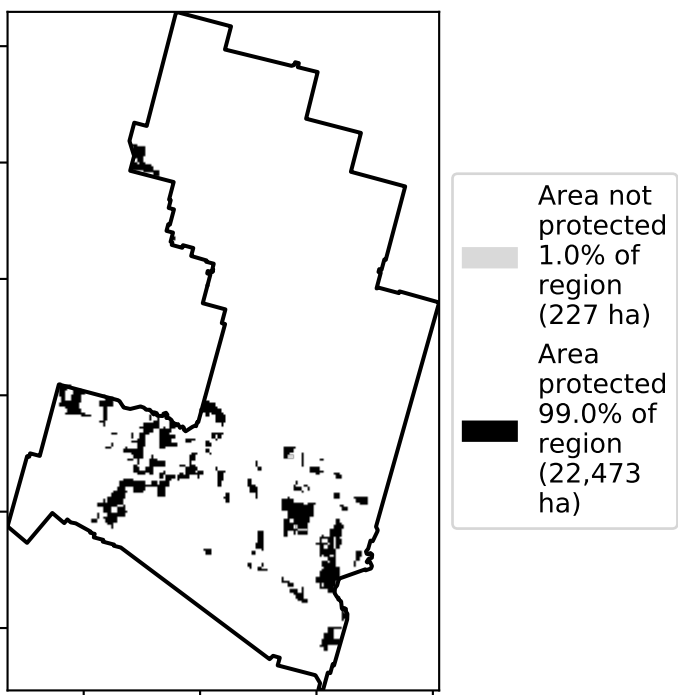 Area not
protected
1.0% of
region
(227 ha)
Area
protected
99.0% of
region
(22,473
ha)